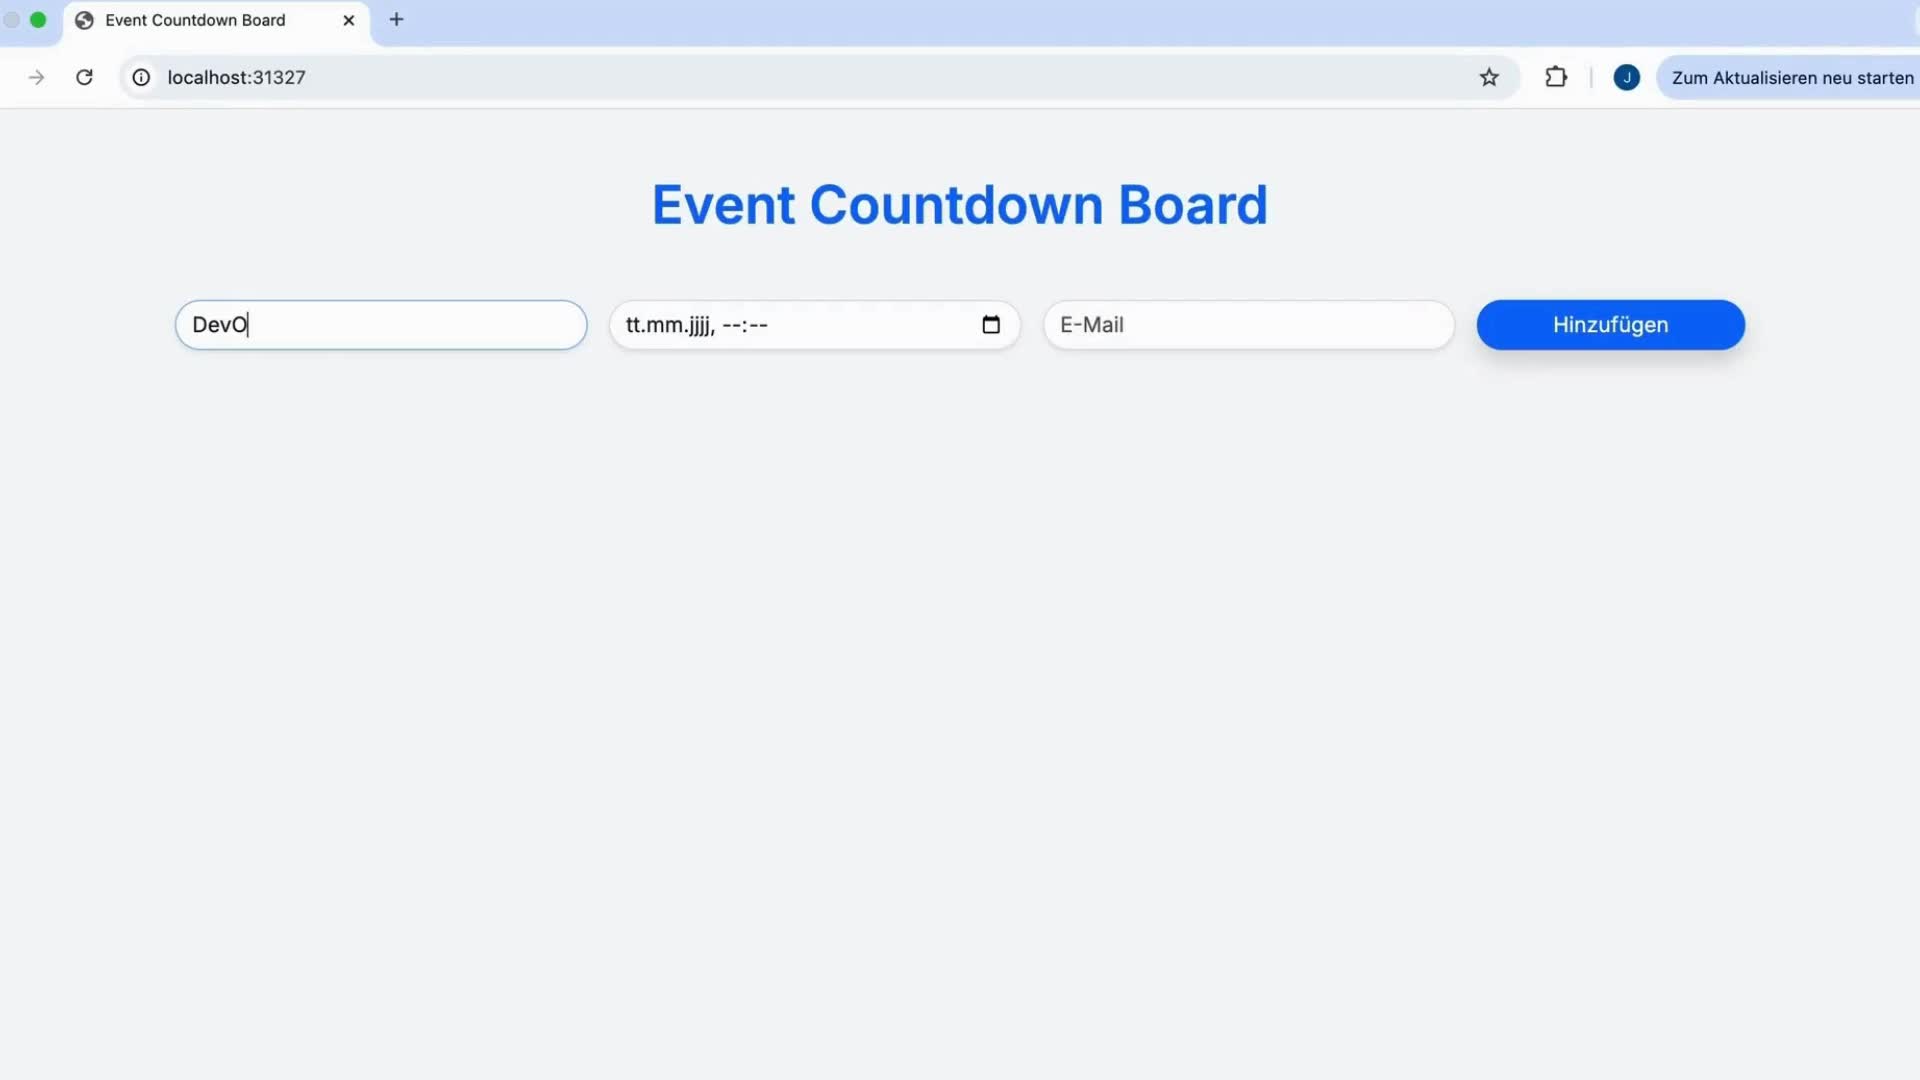 Event Countdown Board
localhost:31327
J
Zum Aktualisieren neu starten
Event Countdown Board
DevO
tt.mm.jjjj, --:--
E-Mail
Hinzufügen